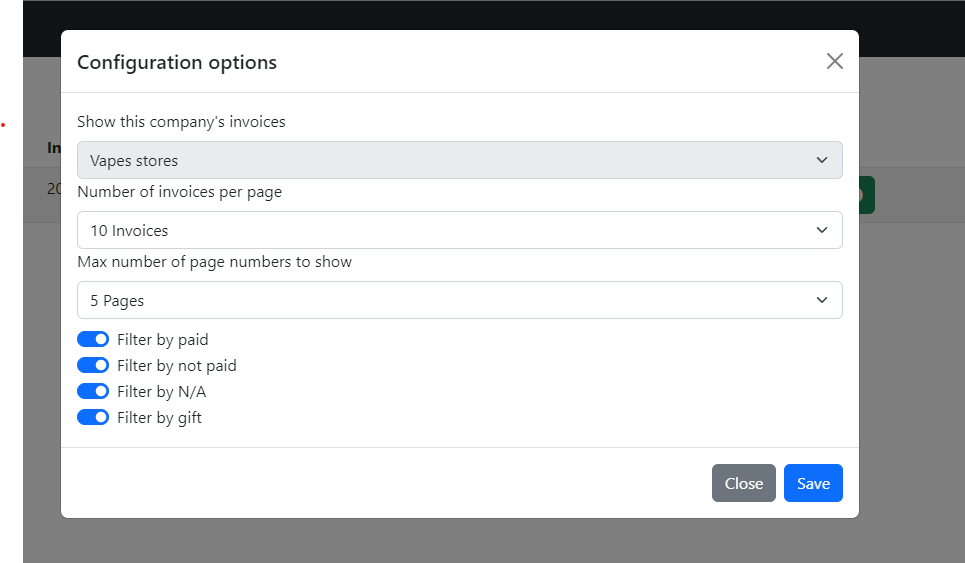 Configuration options
Show this company's invoices
Vapes stores
Number of invoices per page
10 Invoices
Max number of page numbers to show
5 Pages
Filter by paid
Filter by not paid
Filter by N/A
Filter by gift
Close
Save